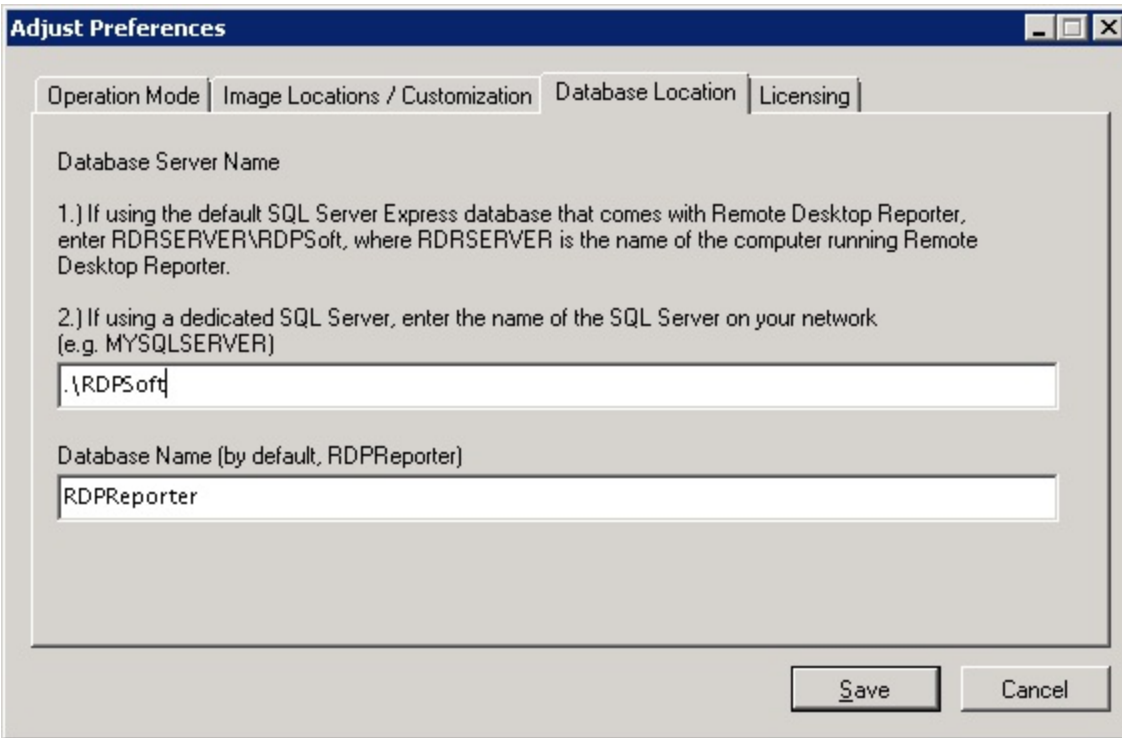 Adjust Preferences
Operation Mode Image Locations / Customization Database Location Licensing
Database Server Name
1.) If using the default SQL Server Express database that comes with Remote Desktop Reporter,
enter RDRSERVER\RDPSoft, where RDRSERVER is the name of the computer running Remote
Desktop Reporter.
2.) If using a dedicated SQL Server, enter the name of the SQL Server on your network
(e.g. MYSQLSERVER)
.\RDPSoft
Database Name (by default, RDPReporter)
RDPReporter
Save Cancel